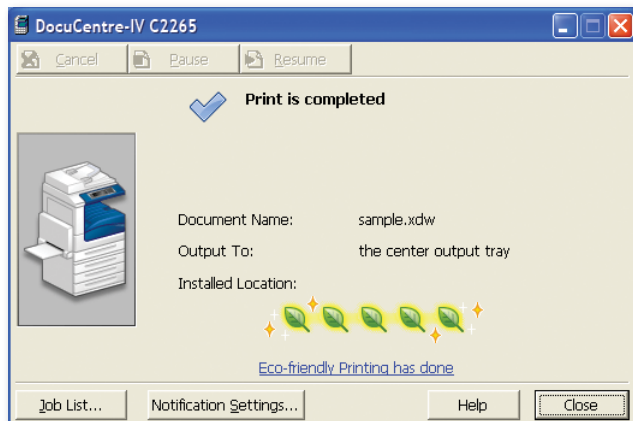 DocuCentre-IV C2265
Cancel Pause Resume
Print is completed
Document Name: sample.xdw
Output To: the center output tray
Installed Location:
Eco-friendly Printing has done
Job List... Notification Settings... Help Close